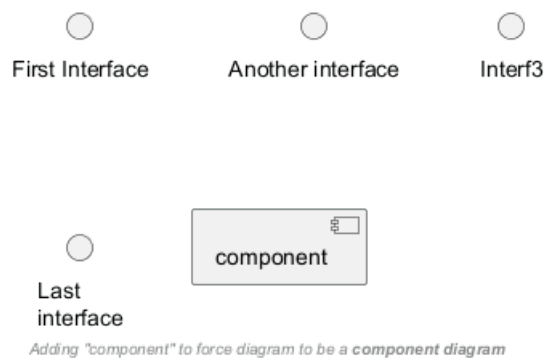 First Interface
Another interface
Interf3
component
Last
interface
Adding "component" to force diagram to be a component diagram